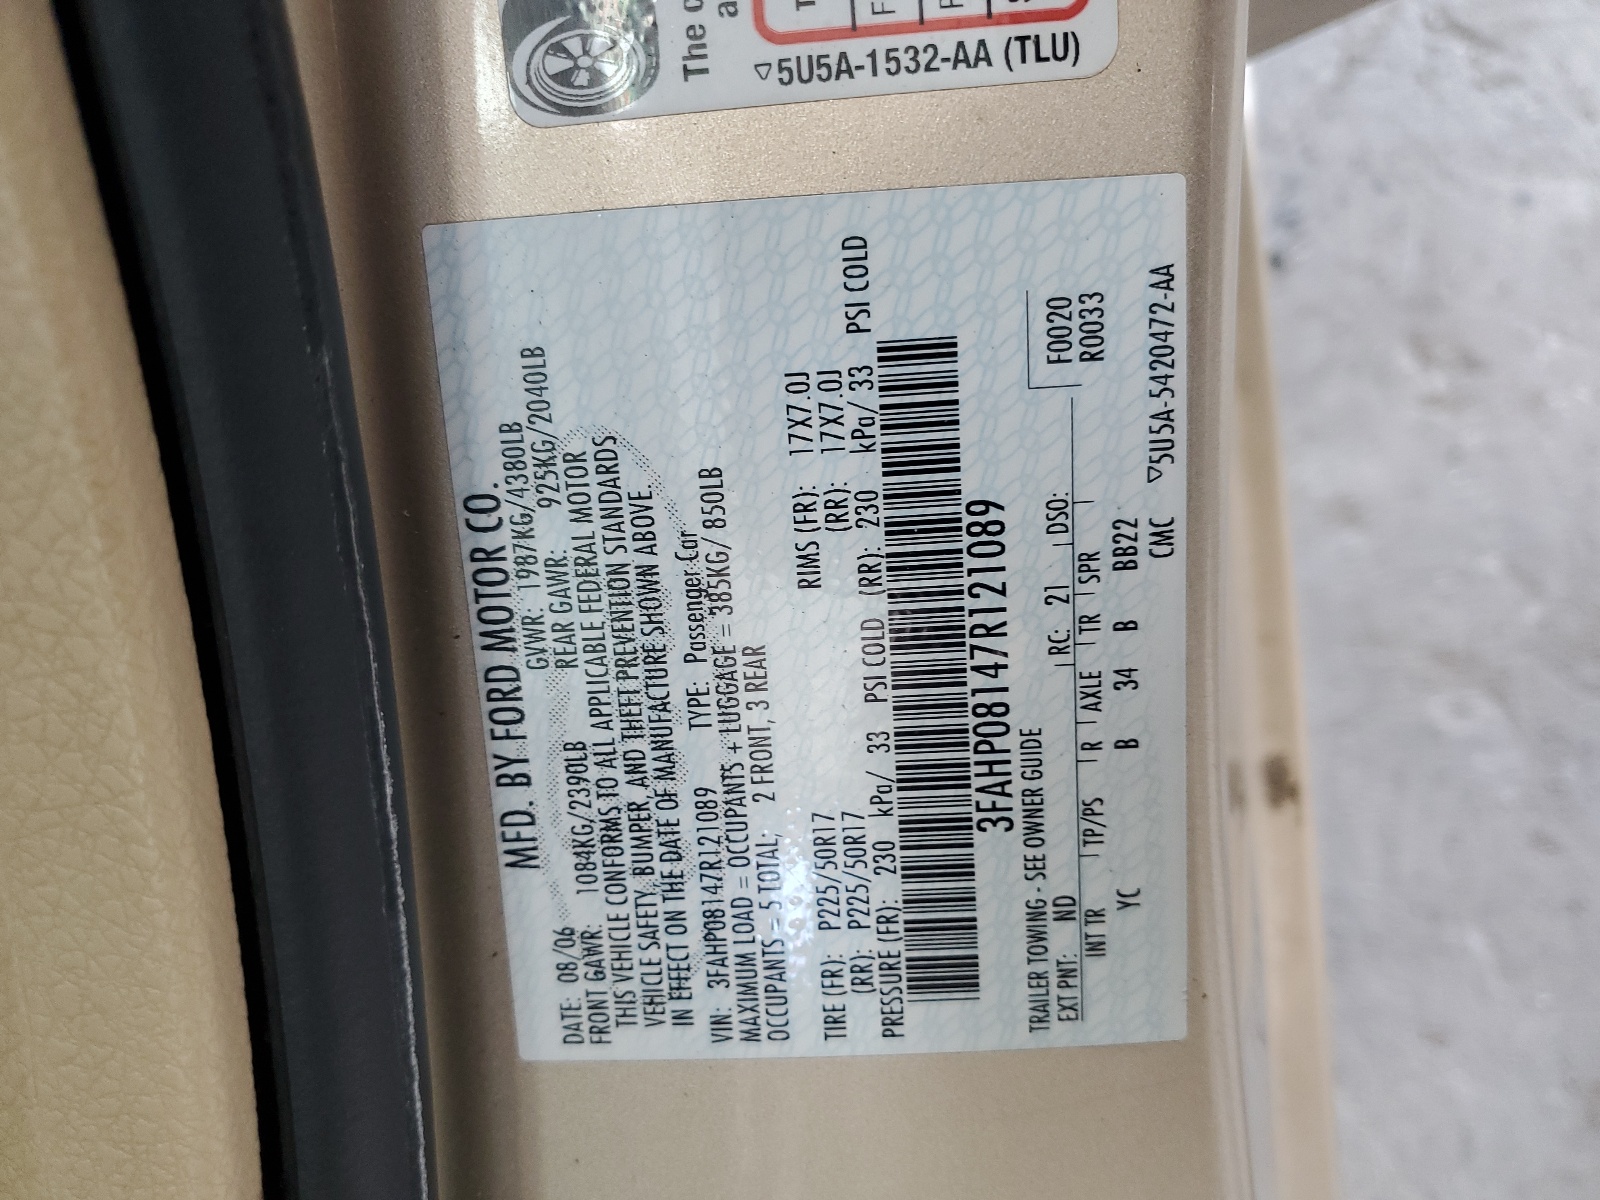 The
5U5A-1532-AA (TLU)
MFD. BY FORD MOTOR CO.
DATE: 08/06 GVWR: 1987KG/4380LB
FRONT GAWR: 1084KG/2390LB REAR GAWR: 925KG/2040LB
THIS VEHICLE CONFORMS TO ALL APPLICABLE FEDERAL MOTOR
VEHICLE SAFETY, BUMPER, AND THEFT PREVENTION STANDARDS
IN EFFECT ON THE DATE OF MANUFACTURE SHOWN ABOVE.
VIN: 3FAHP08147R121089 TYPE: Passenger Car
MAXIMUM LOAD = OCCUPANTS + LUGGAGE = 385KG/ 850LB
OCCUPANTS = 5 TOTAL, 2 FRONT, 3 REAR
TIRE (FR): P225/50R17 RIMS (FR): 17X7.0J
(RR): P225/50R17 (RR): 17X7.0J
PRESSURE (FR): 230 kPa/ 33 PSI COLD (RR): 230 kPa/ 33 PSI COLD
3FAHP08147R121089
TRAILER TOWING - SEE OWNER GUIDE
F0020
R0033
EXT PNT: ND RC: 21 DSO:
INT TR TP/PS R AXLE TR SPR
YC B 34 B BB22
CMC 5U5A-5420472-AA